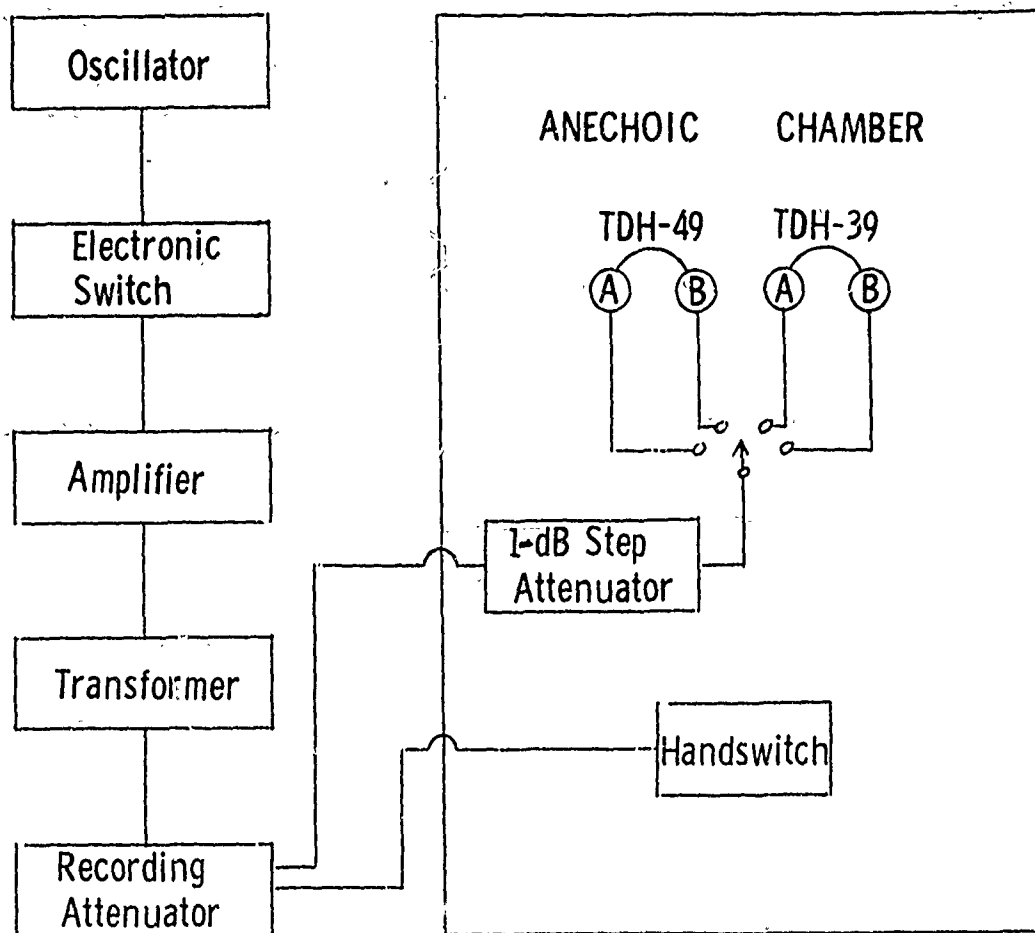 Oscillator
Electronic
Switch
Amplifier
Transformer
Recording
Attenuator
ANECHOIC CHAMBER
TDH-49 TDH-39
A B A B
1-dB Step
Attenuator
Handswitch